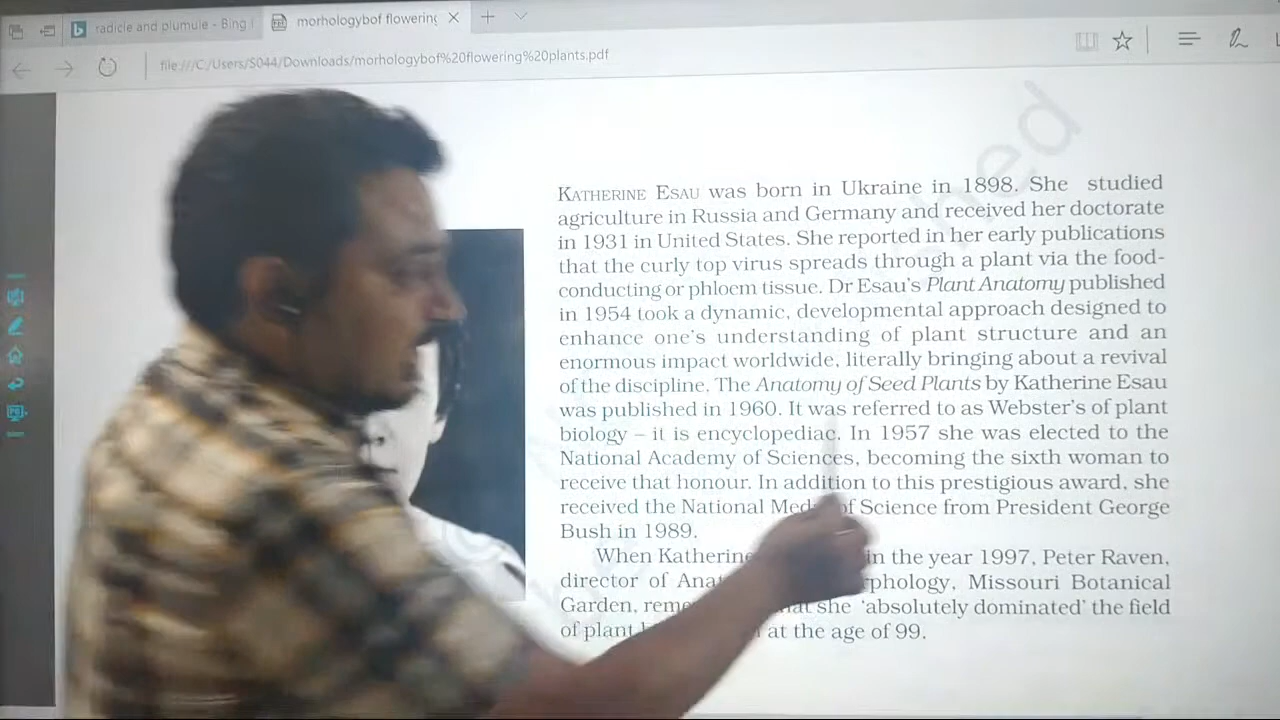 radicle and plumule - Bing
morhologybof flowering
file:///C:/Users/S044/Downloads/morhologybof%20flowering%20plants.pdf
KATHERINE ESAU was born in Ukraine in 1898. She studied
agriculture in Russia and Germany and received her doctorate
in 1931 in United States. She reported in her early publications
that the curly top virus spreads through a plant via the food-
conducting or phloem tissue. Dr Esau's Plant Anatomy published
in 1954 took a dynamic, developmental approach designed to
enhance one's understanding of plant structure and an
enormous impact worldwide, literally bringing about a revival
of the discipline. The Anatomy of Seed Plants by Katherine Esau
was published in 1960. It was referred to as Webster's of plant
biology – it is encyclopediac. In 1957 she was elected to the
National Academy of Sciences, becoming the sixth woman to
receive that honour. In addition to this prestigious award, she
received the National of Science from President George
Bush in 1989.
When Katherine in the year 1997, Peter Raven,
director of Missouri Botanical
Garden, she 'absolutely dominated' the field
of plant at the age of 99.